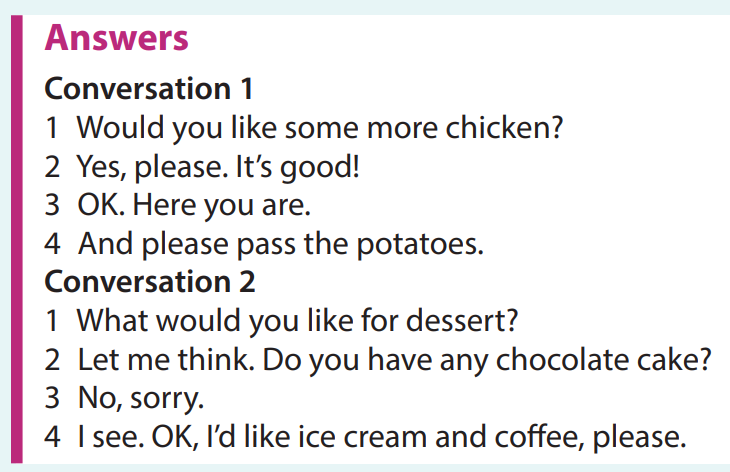 Answers
Conversation 1
1 Would you like some more chicken?
2 Yes, please. It’s good!
3 OK. Here you are.
4 And please pass the potatoes.
Conversation 2
1 What would you like for dessert?
2 Let me think. Do you have any chocolate cake?
3 No, sorry.
4 I see. OK, I’d like ice cream and coffee, please.